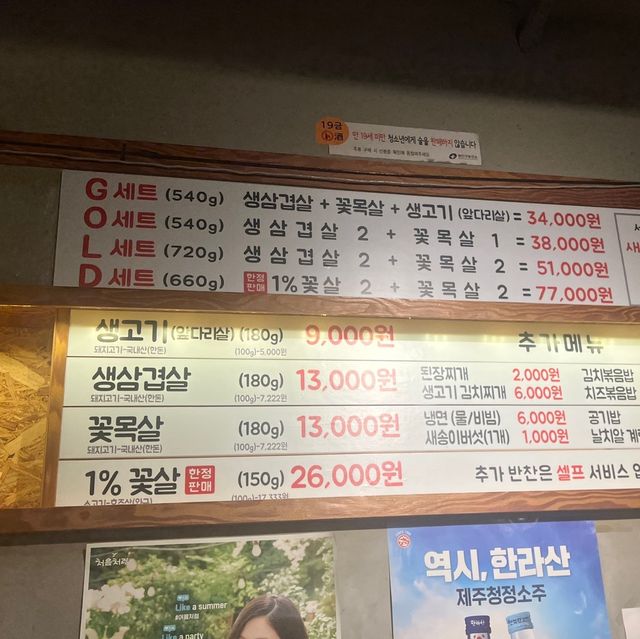 19금
술 酒
만 19세 미만 청소년에게 술을 판매하지 않습니다
G 세트 (540g) 생삼겹살 + 꽃목살 + 생고기 (앞다리살) = 34,000원
O 세트 (540g) 생삼겹살 2 + 꽃목살 1 = 38,000원
L 세트 (720g) 생삼겹살 2 + 꽃목살 2 = 51,000원
D 세트 (660g) 한정판매 1% 꽃살 2 + 꽃목살 2 = 77,000원
생고기 (앞다리살) (180g) 9,000원
돼지고기-국내산(한돈) (100g)-5,000원
생삼겹살 (180g) 13,000원
돼지고기-국내산(한돈) (100g)-7,222원
꽃목살 (180g) 13,000원
돼지고기-국내산(한돈) (100g)-7,222원
1% 꽃살 한정판매 (150g) 26,000원
(100g)-17,333원
추가메뉴
된장찌개 2,000원 김치볶음밥
생고기 김치찌개 6,000원 치즈볶음밥
냉면 (물/비빔) 6,000원 공기밥
새송이버섯(1개) 1,000원 날치알
추가 반찬은 셀프 서비스
처음처럼
Like a summer
#여름처럼
Like a party
역시, 한라산
제주청정소주
한라산